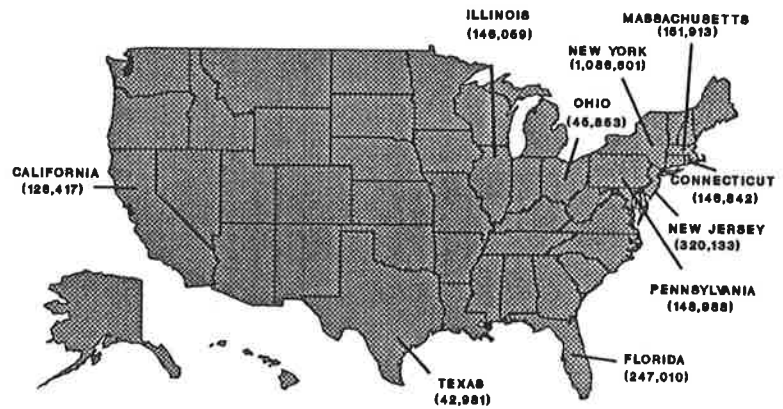 ILLINOIS
(146,059)
MASSACHUSETTS
(151,913)
NEW YORK
(1,086,601)
OHIO
(45,853)
CALIFORNIA
(126,417)
CONNECTICUT
(146,842)
NEW JERSEY
(320,133)
PENNSYLVANIA
(148,988)
FLORIDA
(247,010)
TEXAS
(42,981)